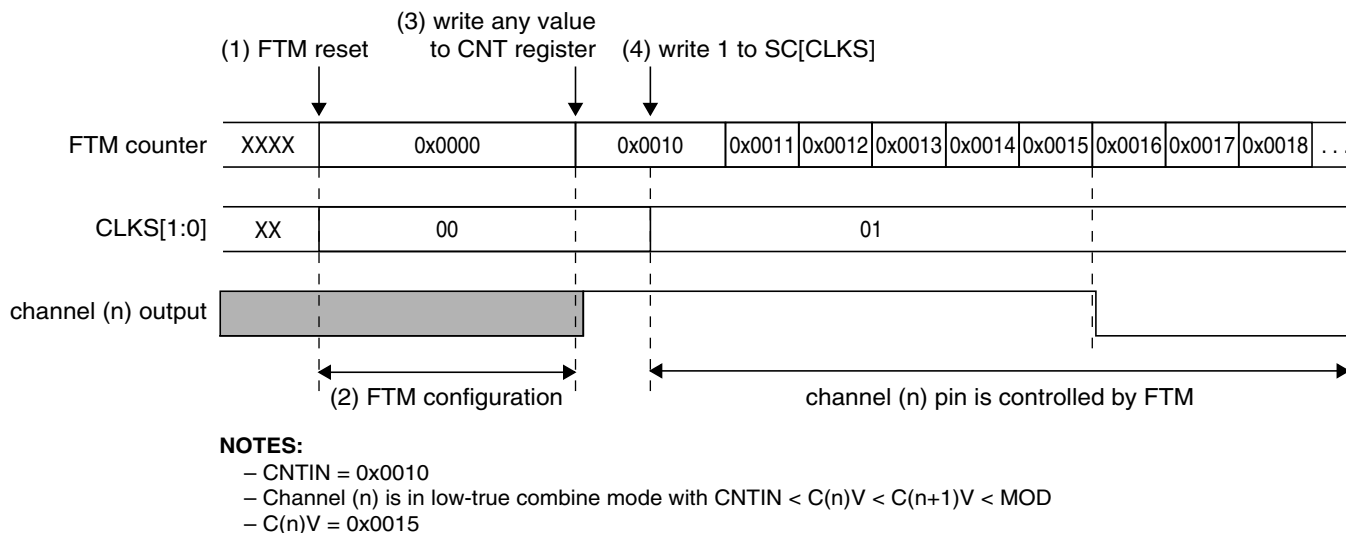 (3) write any value
(1) FTM reset to CNT register (4) write 1 to SC[CLKS]
FTM counter XXXX 0x0000 0x0010 0x0011 0x0012 0x0013 0x0014 0x0015 0x0016 0x0017 0x0018 ...
CLKS[1:0] XX 00 01
channel (n) output
(2) FTM configuration channel (n) pin is controlled by FTM
NOTES:
– CNTIN = 0x0010
– Channel (n) is in low-true combine mode with CNTIN < C(n)V < C(n+1)V < MOD
– C(n)V = 0x0015